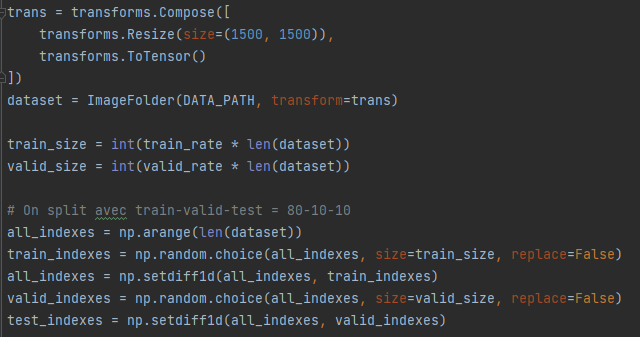 trans = transforms.Compose([
    transforms.Resize(size=(1500, 1500)),
    transforms.ToTensor()
])
dataset = ImageFolder(DATA_PATH, transform=trans)

train_size = int(train_rate * len(dataset))
valid_size = int(valid_rate * len(dataset))

# On split avec train-valid-test = 80-10-10
all_indexes = np.arange(len(dataset))
train_indexes = np.random.choice(all_indexes, size=train_size, replace=False)
all_indexes = np.setdiff1d(all_indexes, train_indexes)
valid_indexes = np.random.choice(all_indexes, size=valid_size, replace=False)
test_indexes = np.setdiff1d(all_indexes, valid_indexes)